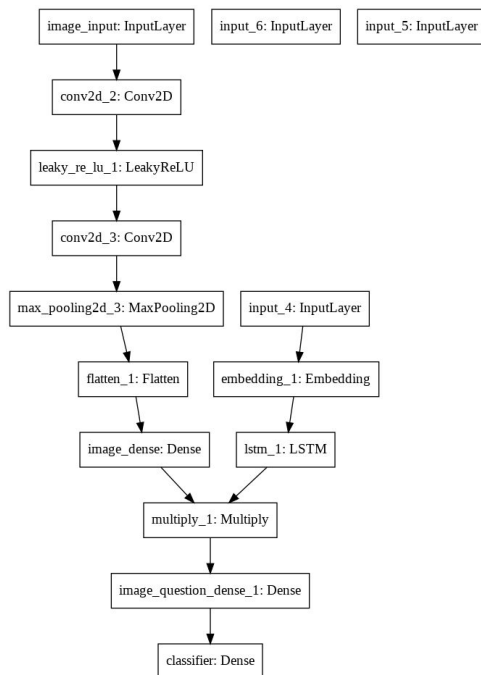 image_input: InputLayer
input_6: InputLayer
input_5: InputLayer
conv2d_2: Conv2D
leaky_re_lu_1: LeakyReLU
conv2d_3: Conv2D
max_pooling2d_3: MaxPooling2D
input_4: InputLayer
flatten_1: Flatten
embedding_1: Embedding
image_dense: Dense
lstm_1: LSTM
multiply_1: Multiply
image_question_dense_1: Dense
classifier: Dense